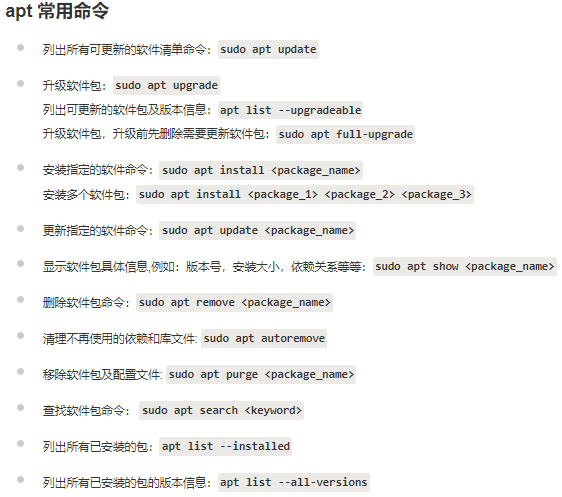 apt 常用命令
列出所有可更新的软件清单命令：sudo apt update
升级软件包：sudo apt upgrade
列出可更新的软件包及版本信息：apt list --upgradeable
升级软件包，升级前先删除需要更新软件包：sudo apt full-upgrade
安装指定的软件命令：sudo apt install <package_name>
安装多个软件包：sudo apt install <package_1> <package_2> <package_3>
更新指定的软件命令：sudo apt update <package_name>
显示软件包具体信息,例如：版本号，安装大小，依赖关系等等：sudo apt show <package_name>
删除软件包命令：sudo apt remove <package_name>
清理不再使用的依赖和库文件: sudo apt autoremove
移除软件包及配置文件: sudo apt purge <package_name>
查找软件包命令： sudo apt search <keyword>
列出所有已安装的包：apt list --installed
列出所有已安装的包的版本信息：apt list --all-versions